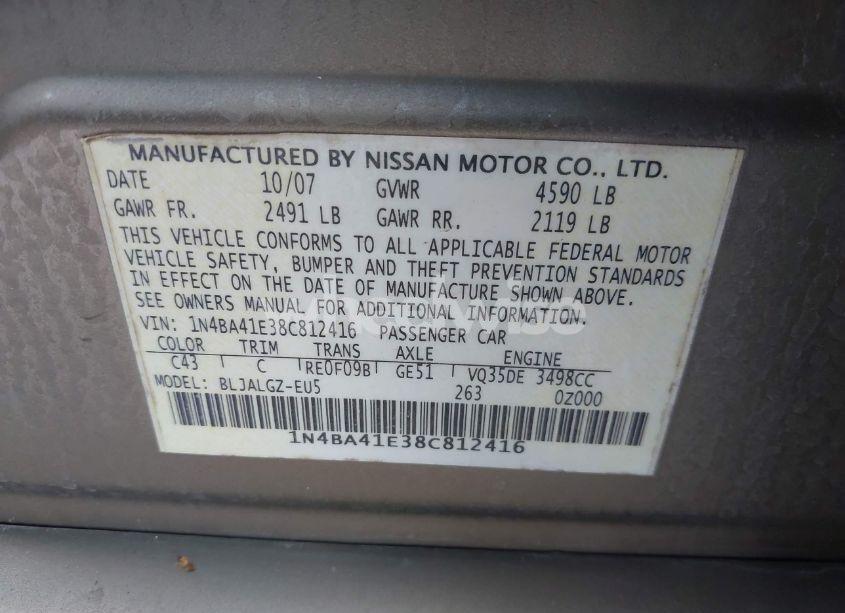 MANUFACTURED BY NISSAN MOTOR CO., LTD.
DATE 10/07 GVWR 4590 LB
GAWR FR. 2491 LB GAWR RR. 2119 LB
THIS VEHICLE CONFORMS TO ALL APPLICABLE FEDERAL MOTOR
VEHICLE SAFETY, BUMPER AND THEFT PREVENTION STANDARDS
IN EFFECT ON THE DATE OF MANUFACTURE SHOWN ABOVE.
SEE OWNERS MANUAL FOR ADDITIONAL INFORMATION.
VIN: 1N4BA41E38C812416 PASSENGER CAR
COLOR TRIM TRANS AXLE ENGINE
C43 C RE0F09B GE51 VQ35DE 3498CC
MODEL: BLJALGZ-EU5 263 0Z000
1N4BA41E38C812416